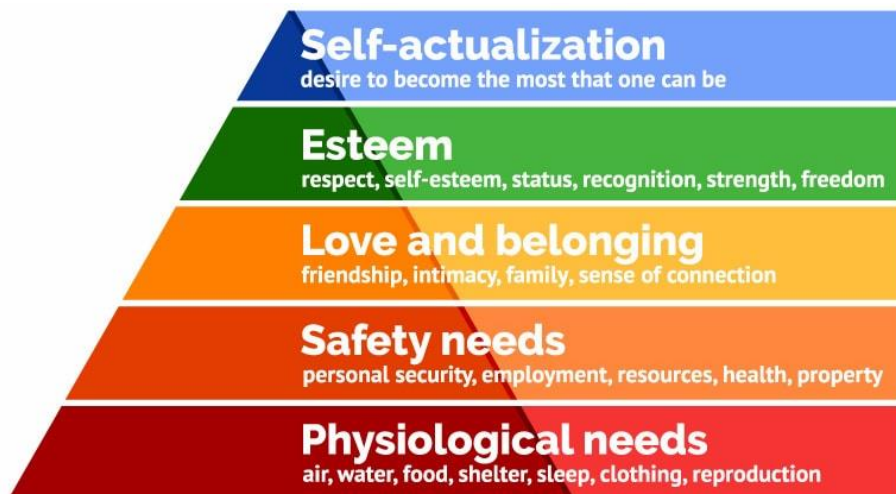 Self-actualization
desire to become the most that one can be
Esteem
respect, self-esteem, status, recognition, strength, freedom
Love and belonging
friendship, intimacy, family, sense of connection
Safety needs
personal security, employment, resources, health, property
Physiological needs
air, water, food, shelter, sleep, clothing, reproduction